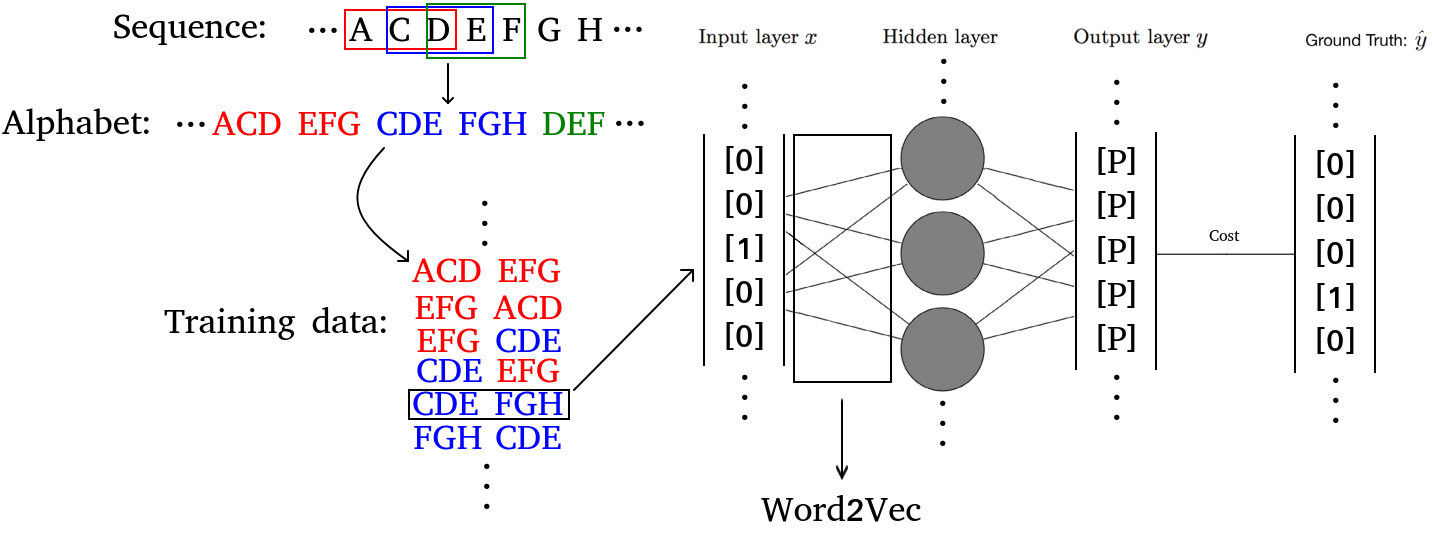 Sequence: ··· A C D E F G H ···
Alphabet: ··· ACD EFG CDE FGH DEF ···
Training data:
ACD EFG
EFG ACD
EFG CDE
CDE EFG
CDE FGH
FGH CDE
Input layer x
[0]
[0]
[1]
[0]
[0]
Word2Vec
Hidden layer
Output layer y
[P]
[P]
[P]
[P]
[P]
Cost
Ground Truth: ŷ
[0]
[0]
[0]
[1]
[0]